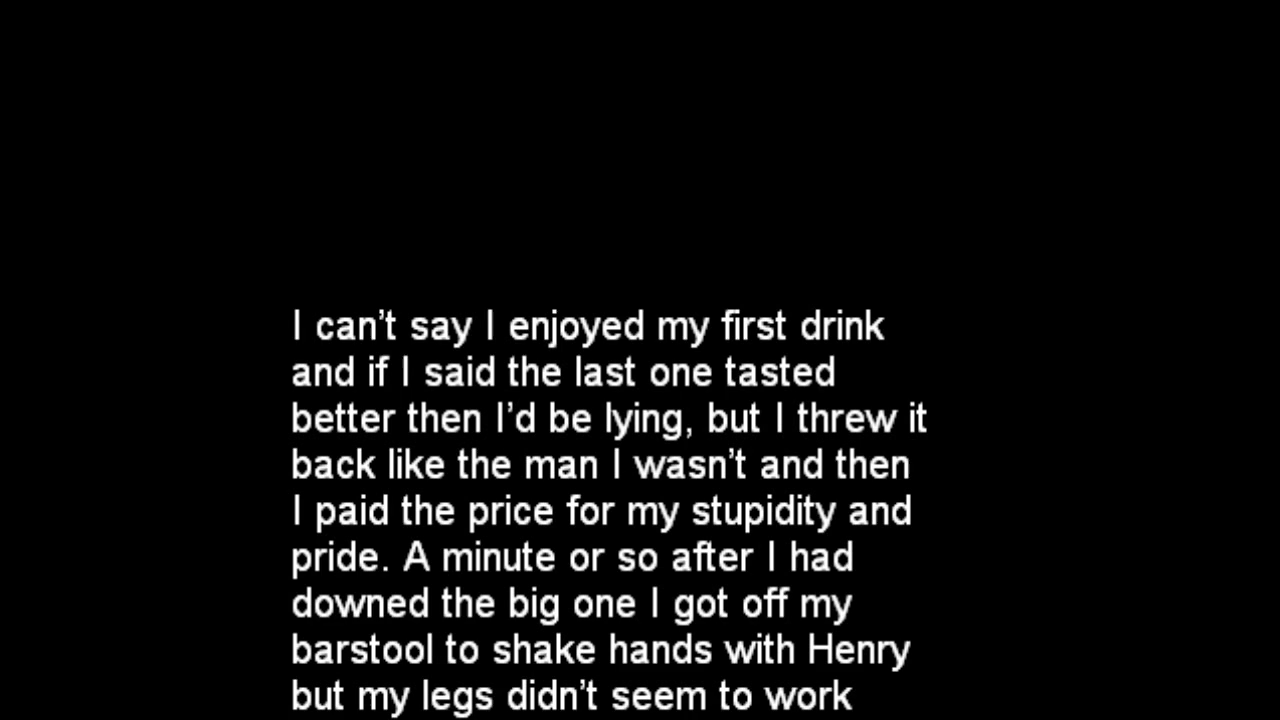 I can't say I enjoyed my first drink
and if I said the last one tasted
better then I'd be lying, but I threw it
back like the man I wasn't and then
I paid the price for my stupidity and
pride. A minute or so after I had
downed the big one I got off my
barstool to shake hands with Henry
but my legs didn't seem to work